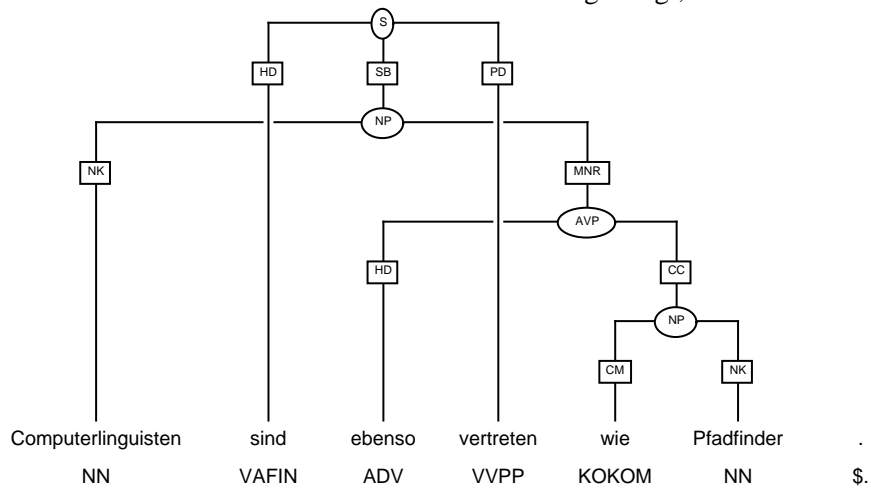 S
HD SB PD
NP
NK MNR
AVP
HD CC
NP
CM NK
Computerlinguisten sind ebenso vertreten wie Pfadfinder .
NN VAFIN ADV VVPP KOKOM NN $.